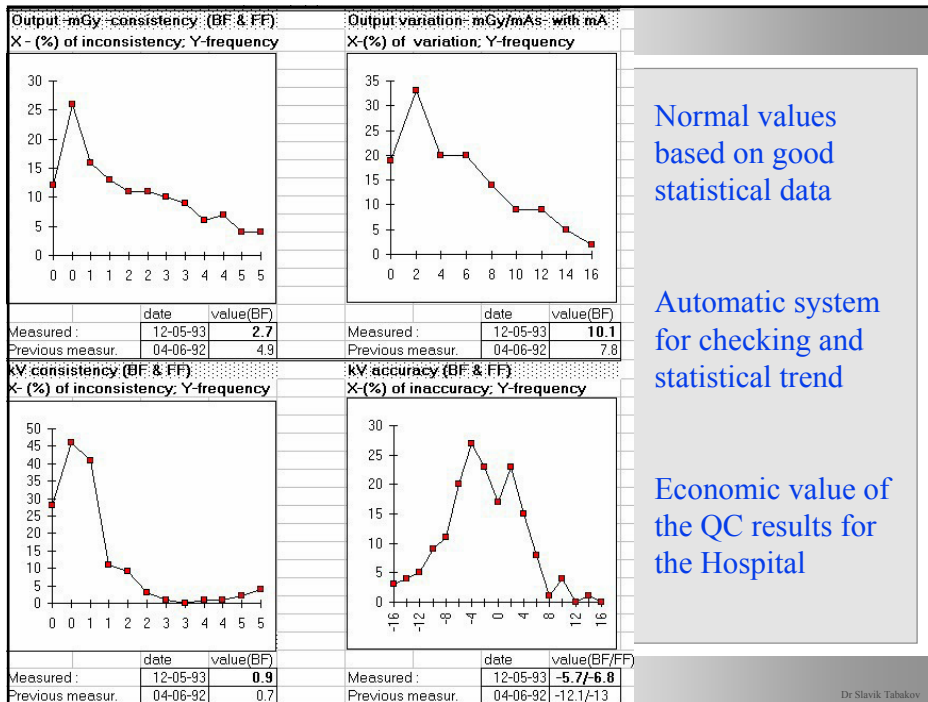 Output -mGy -consistency (BF & FF)
X - (%) of inconsistency; Y-frequency
30
25
20
15
10
5
0
0 0 1 1 2 2 3 3 4 4 5 5
date value(BF)
Measured : 12-05-93 2.7
Previous measur. 04-06-92 4.9
Output variation- mGy/mAs- with mA
X-(%) of variation; Y-frequency
35
30
25
20
15
10
5
0
0 2 4 6 8 10 12 14 16
date value(BF)
Measured : 12-05-93 10.1
Previous measur. 04-06-92 7.8
kV consistency (BF & FF)
X- (%) of inconsistency; Y-frequency
50
45
40
35
30
25
20
15
10
5
0
0 0 1 1 2 2 3 3 4 4 5 5
date value(BF)
Measured : 12-05-93 0.9
Previous measur. 04-06-92 0.7
kV accuracy (BF & FF)
X-(%) of inaccuracy; Y-frequency
30
25
20
15
10
5
0
-16 -12 -8 -4 0 4 8 12 16
date value(BF/FF)
Measured : 12-05-93 -5.7/-6.8
Previous measur. 04-06-92 -12.1/-13
Normal values
based on good
statistical data
Automatic system
for checking and
statistical trend
Economic value of
the QC results for
the Hospital
Dr Slavik Tabakov